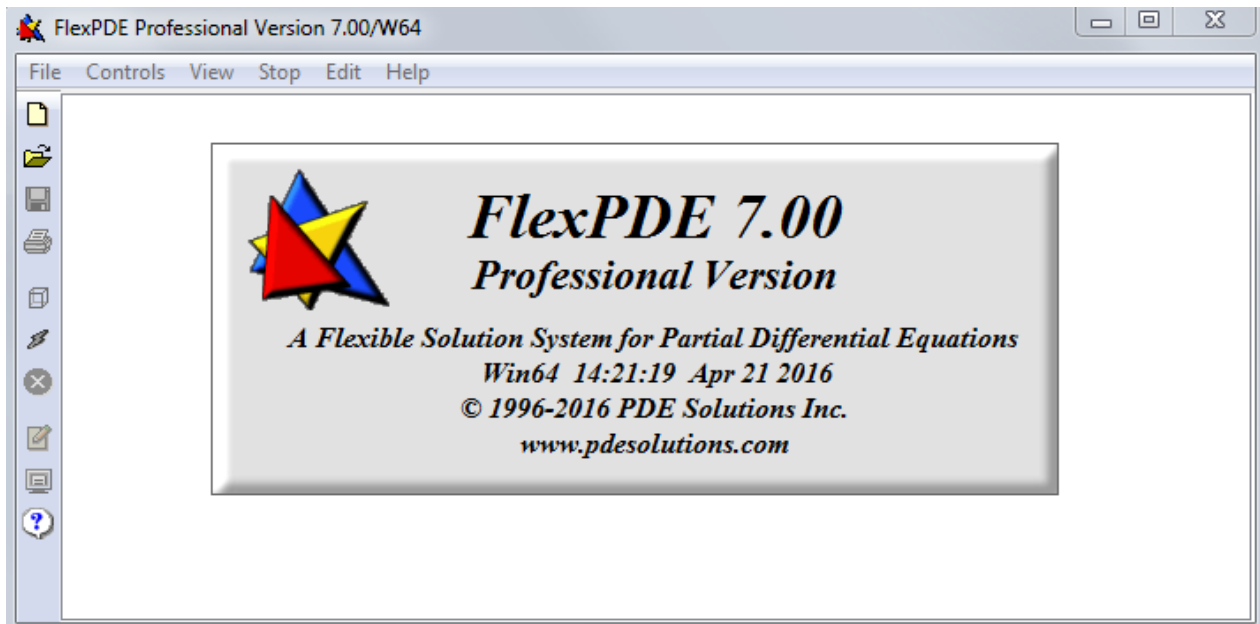 FlexPDE Professional Version 7.00/W64
File Controls View Stop Edit Help
FlexPDE 7.00
Professional Version
A Flexible Solution System for Partial Differential Equations
Win64 14:21:19 Apr 21 2016
© 1996-2016 PDE Solutions Inc.
www.pdesolutions.com
?